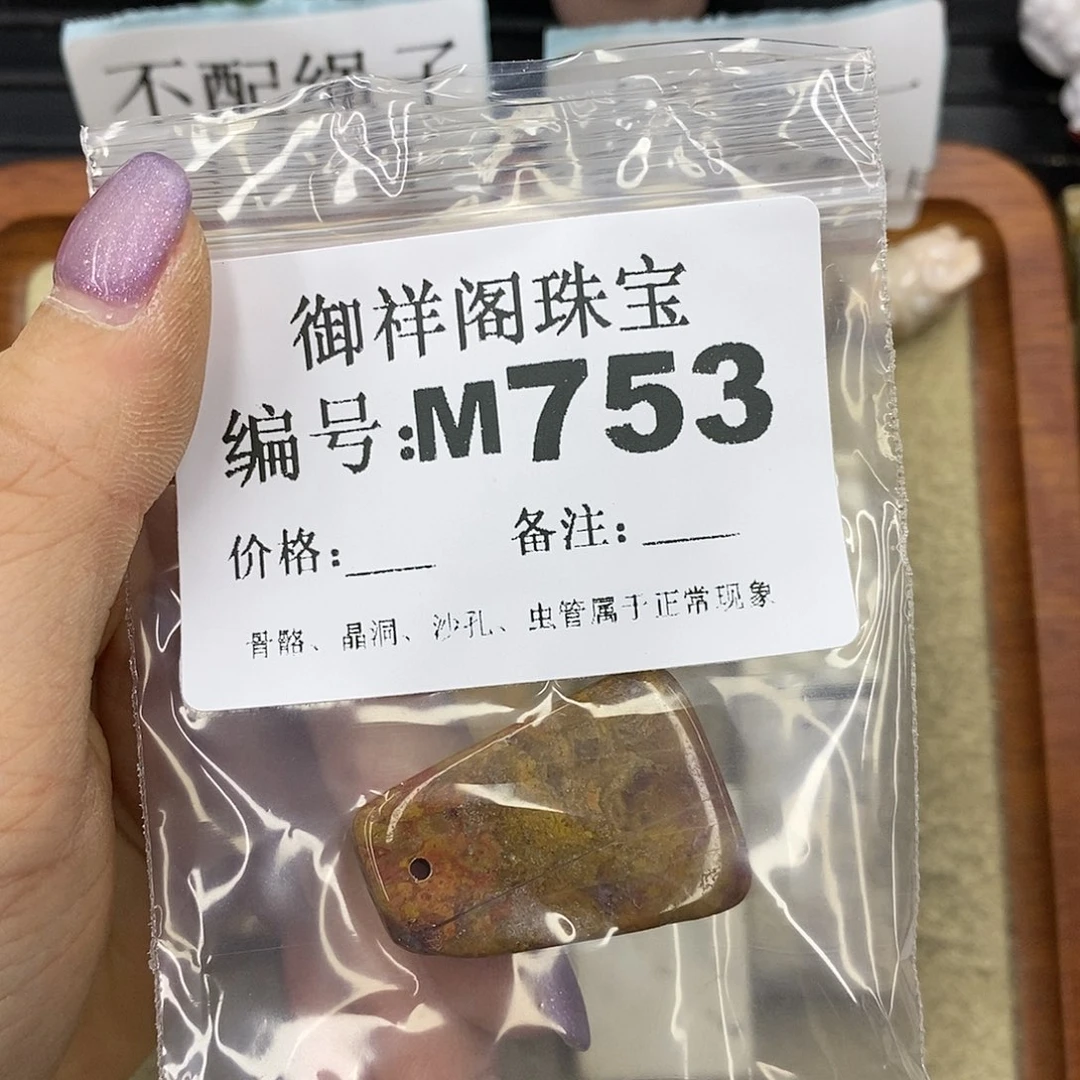 不配绳子
御祥阁珠宝
编号:M753
价格:____ 备注:____
骨骼、晶洞、沙孔、虫管属于正常现象